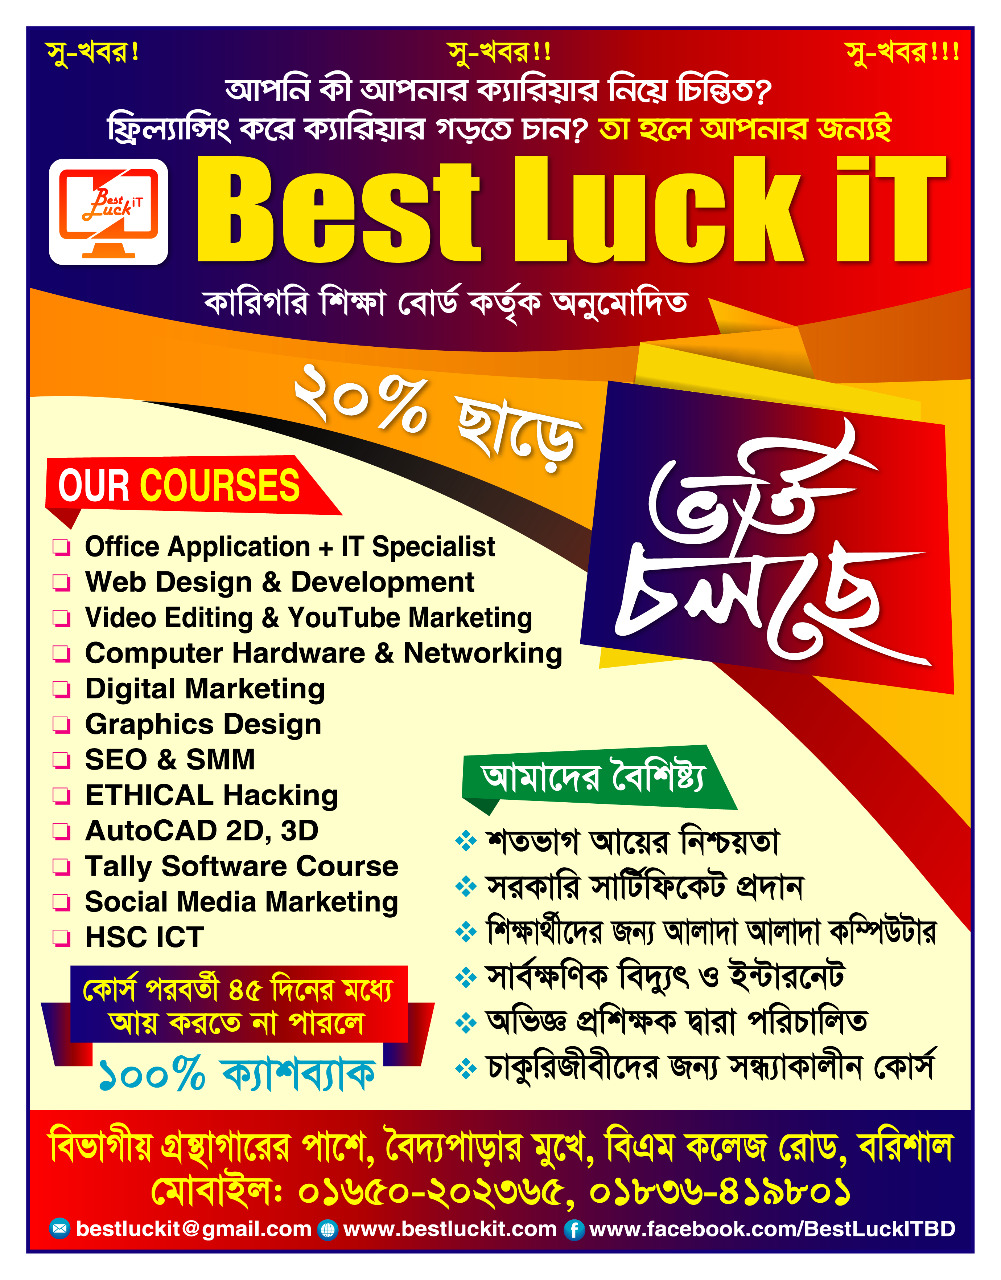 সু-খবর! সু-খবর!! সু-খবর!!!
আপনি কী আপনার ক্যারিয়ার নিয়ে চিন্তিত?
ফ্রিল্যান্সিং করে ক্যারিয়ার গড়তে চান? তা হলে আপনার জন্যই
Best Luck iT
Best Luck iT
কারিগরি শিক্ষা বোর্ড কর্তৃক অনুমোদিত
২০% ছাড়ে
ভর্তি
চলছে
OUR COURSES
Office Application + IT Specialist
Web Design & Development
Video Editing & YouTube Marketing
Computer Hardware & Networking
Digital Marketing
Graphics Design
SEO & SMM
ETHICAL Hacking
AutoCAD 2D, 3D
Tally Software Course
Social Media Marketing
HSC ICT
কোর্স পরবর্তী ৪৫ দিনের মধ্যে
আয় করতে না পারলে
১০০% ক্যাশব্যাক
আমাদের বৈশিষ্ট্য
শতভাগ আয়ের নিশ্চয়তা
সরকারি সার্টিফিকেট প্রদান
শিক্ষার্থীদের জন্য আলাদা আলাদা কম্পিউটার
সার্বক্ষণিক বিদ্যুৎ ও ইন্টারনেট
অভিজ্ঞ প্রশিক্ষক দ্বারা পরিচালিত
চাকুরিজীবীদের জন্য সন্ধ্যাকালীন কোর্স
বিভাগীয় গ্রন্থাগারের পাশে, বৈদ্যপাড়ার মুখে, বিএম কলেজ রোড, বরিশাল
মোবাইল: ০১৬৫০-২০২৩৬৫, ০১৮৩৬-৪১৯৮০১
bestluckit@gmail.com www.bestluckit.com www.facebook.com/BestLuckITBD